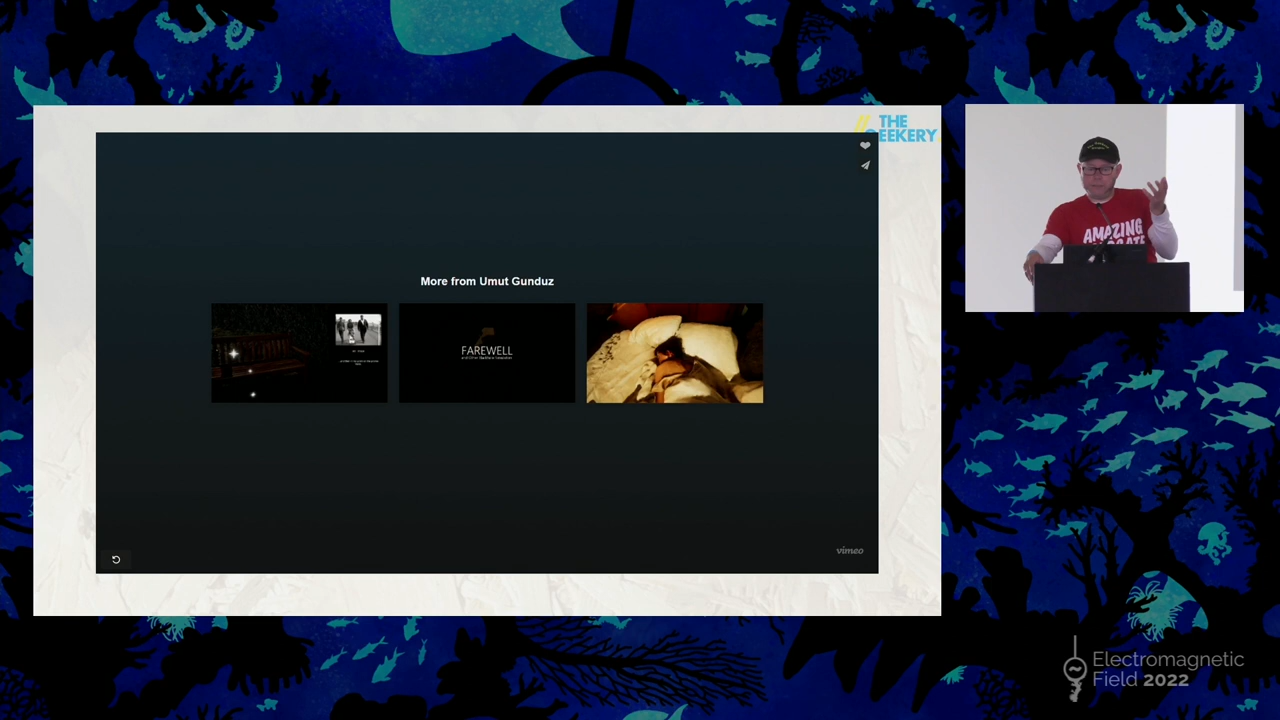 // THE
GEEKERY.
More from Umut Gunduz
FAREWELL
vimeo
AMAZING
Electromagnetic
Field 2022